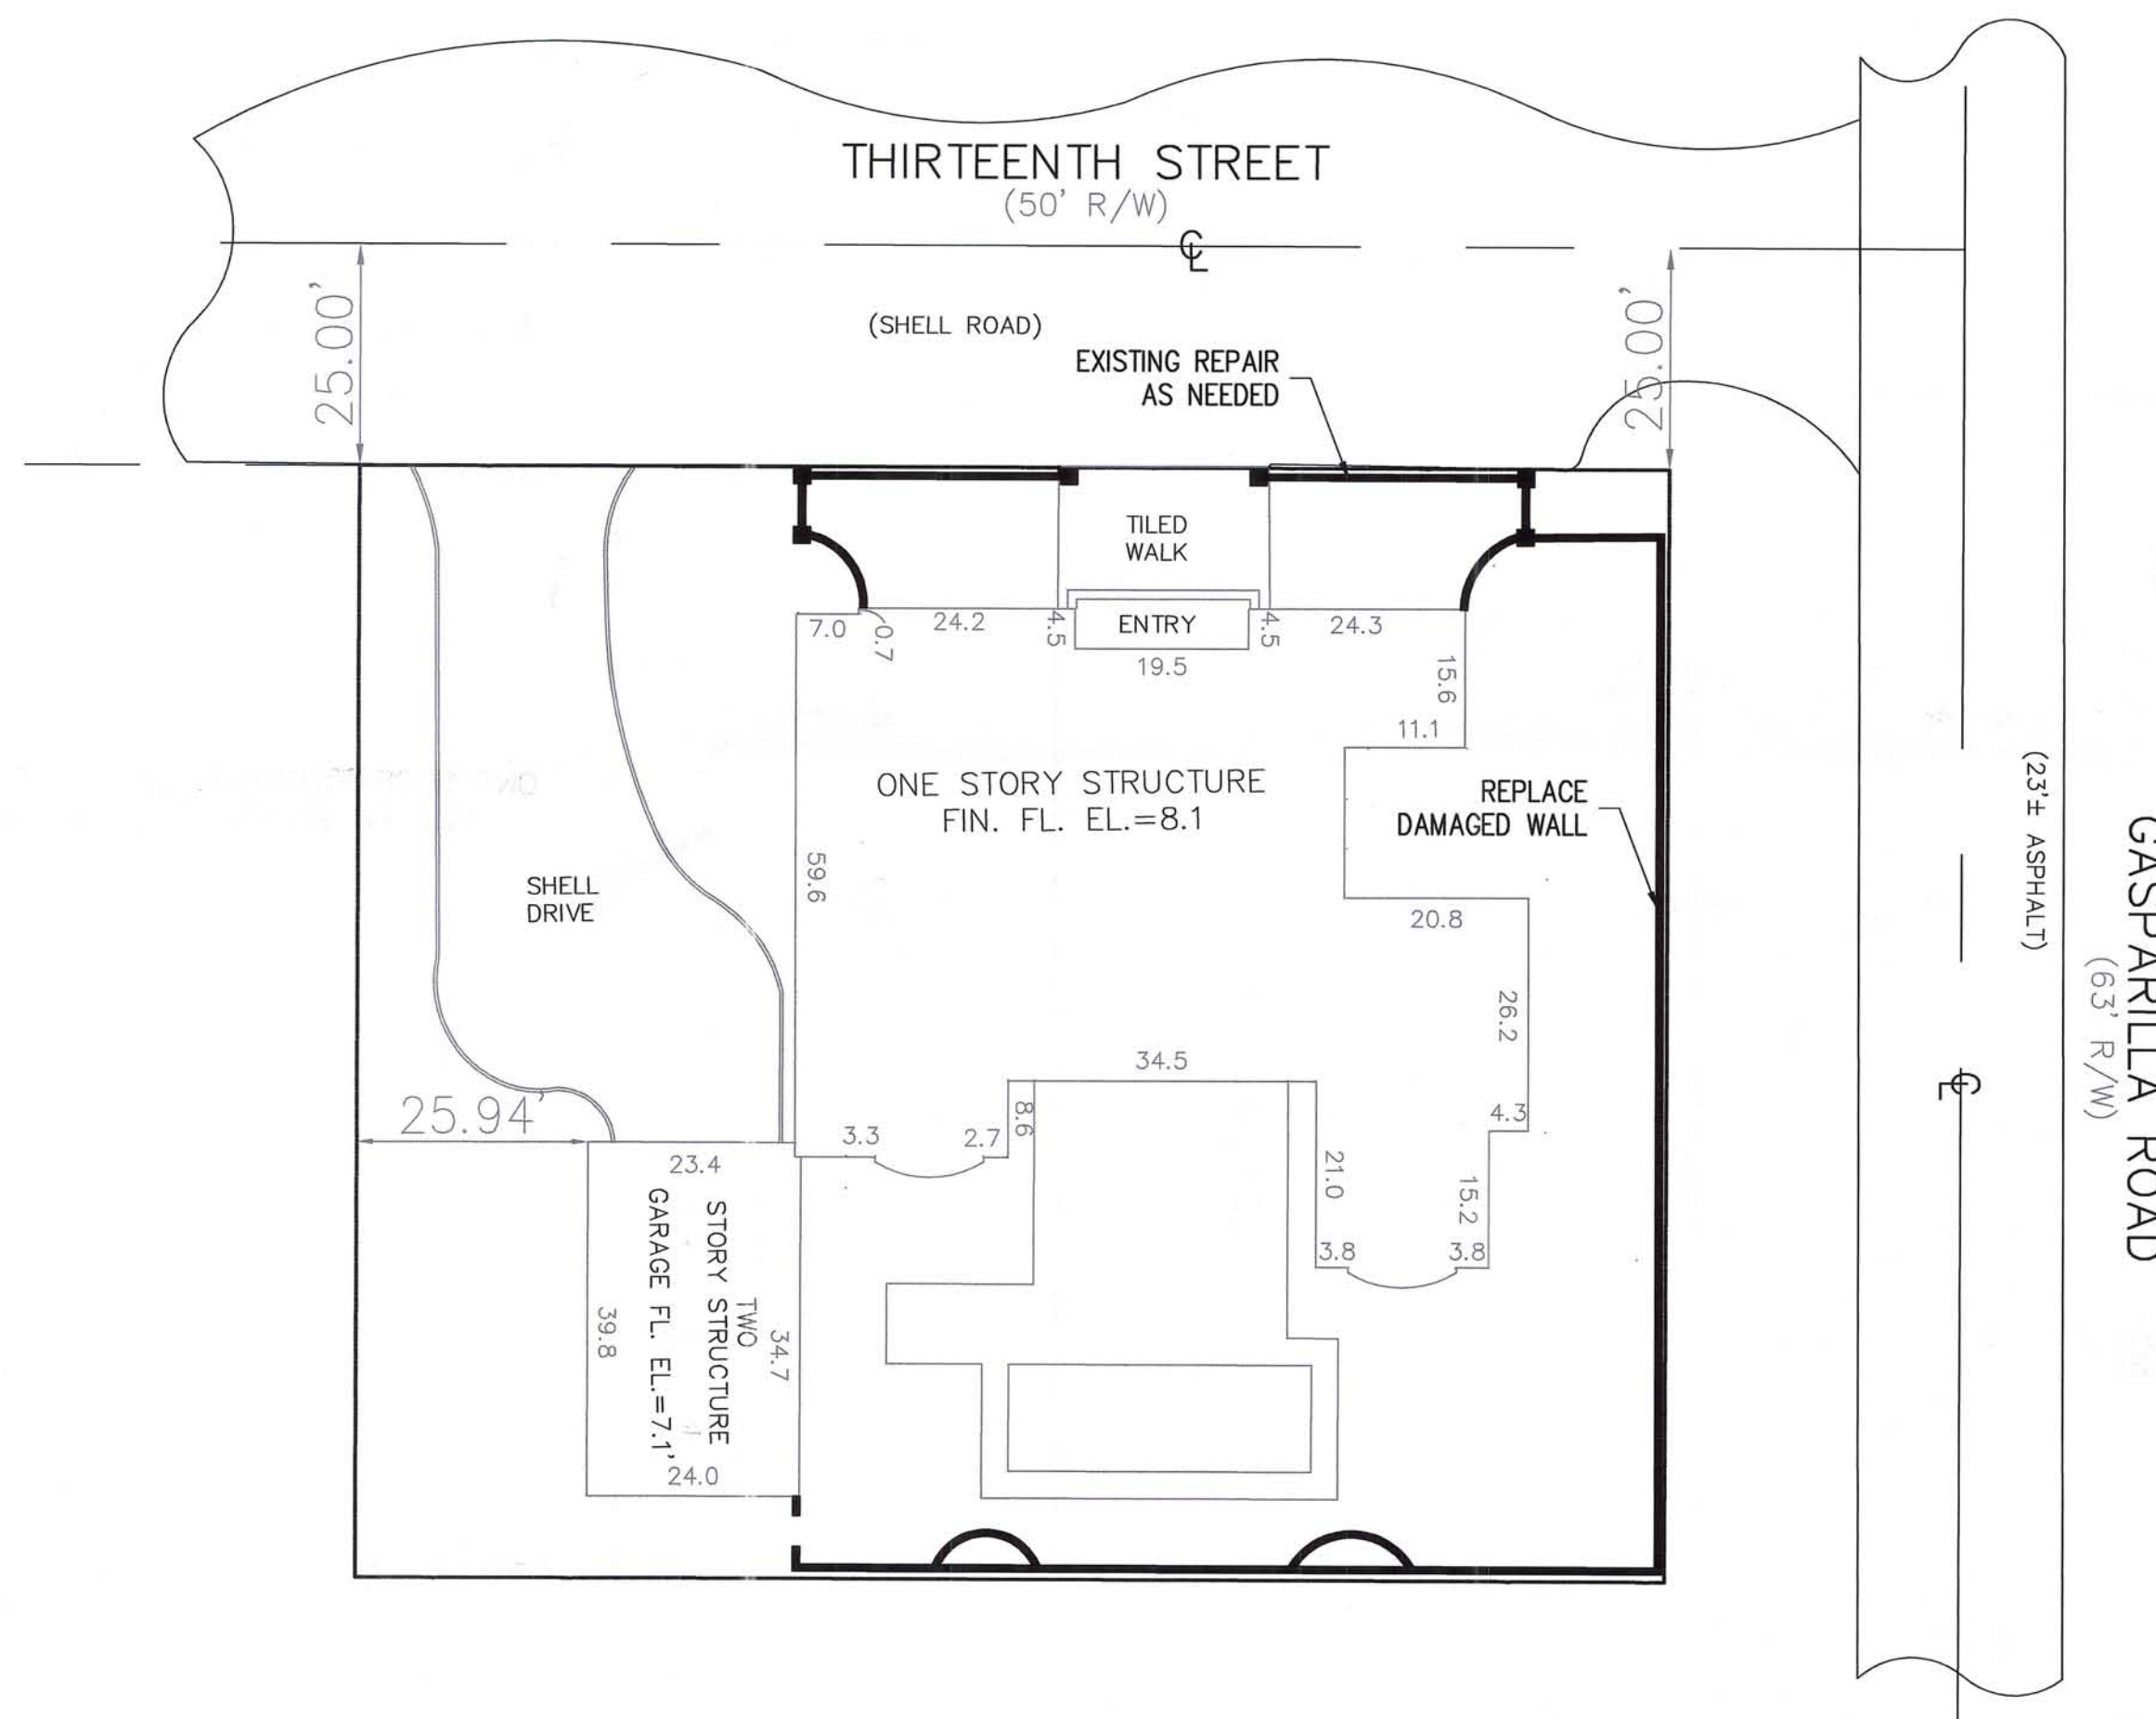 THIRTEENTH STREET
(50' R/W)
℄
25.00'
25.00'
(SHELL ROAD)
EXISTING REPAIR
AS NEEDED
TILED
WALK
ENTRY
7.0
0.7
24.2
4.5
4.5
24.3
19.5
15.6
11.1
ONE STORY STRUCTURE
FIN. FL. EL.=8.1
REPLACE
DAMAGED WALL
59.6
SHELL
DRIVE
20.8
26.2
34.5
4.3
8.6
3.3
2.7
25.94'
23.4
21.0
15.2
3.8
3.8
TWO
STORY STRUCTURE
GARAGE FL. EL.=7.1'
34.7
39.8
24.0
(23'± ASPHALT)
℄
GASPARILLA ROAD
(63' R/W)